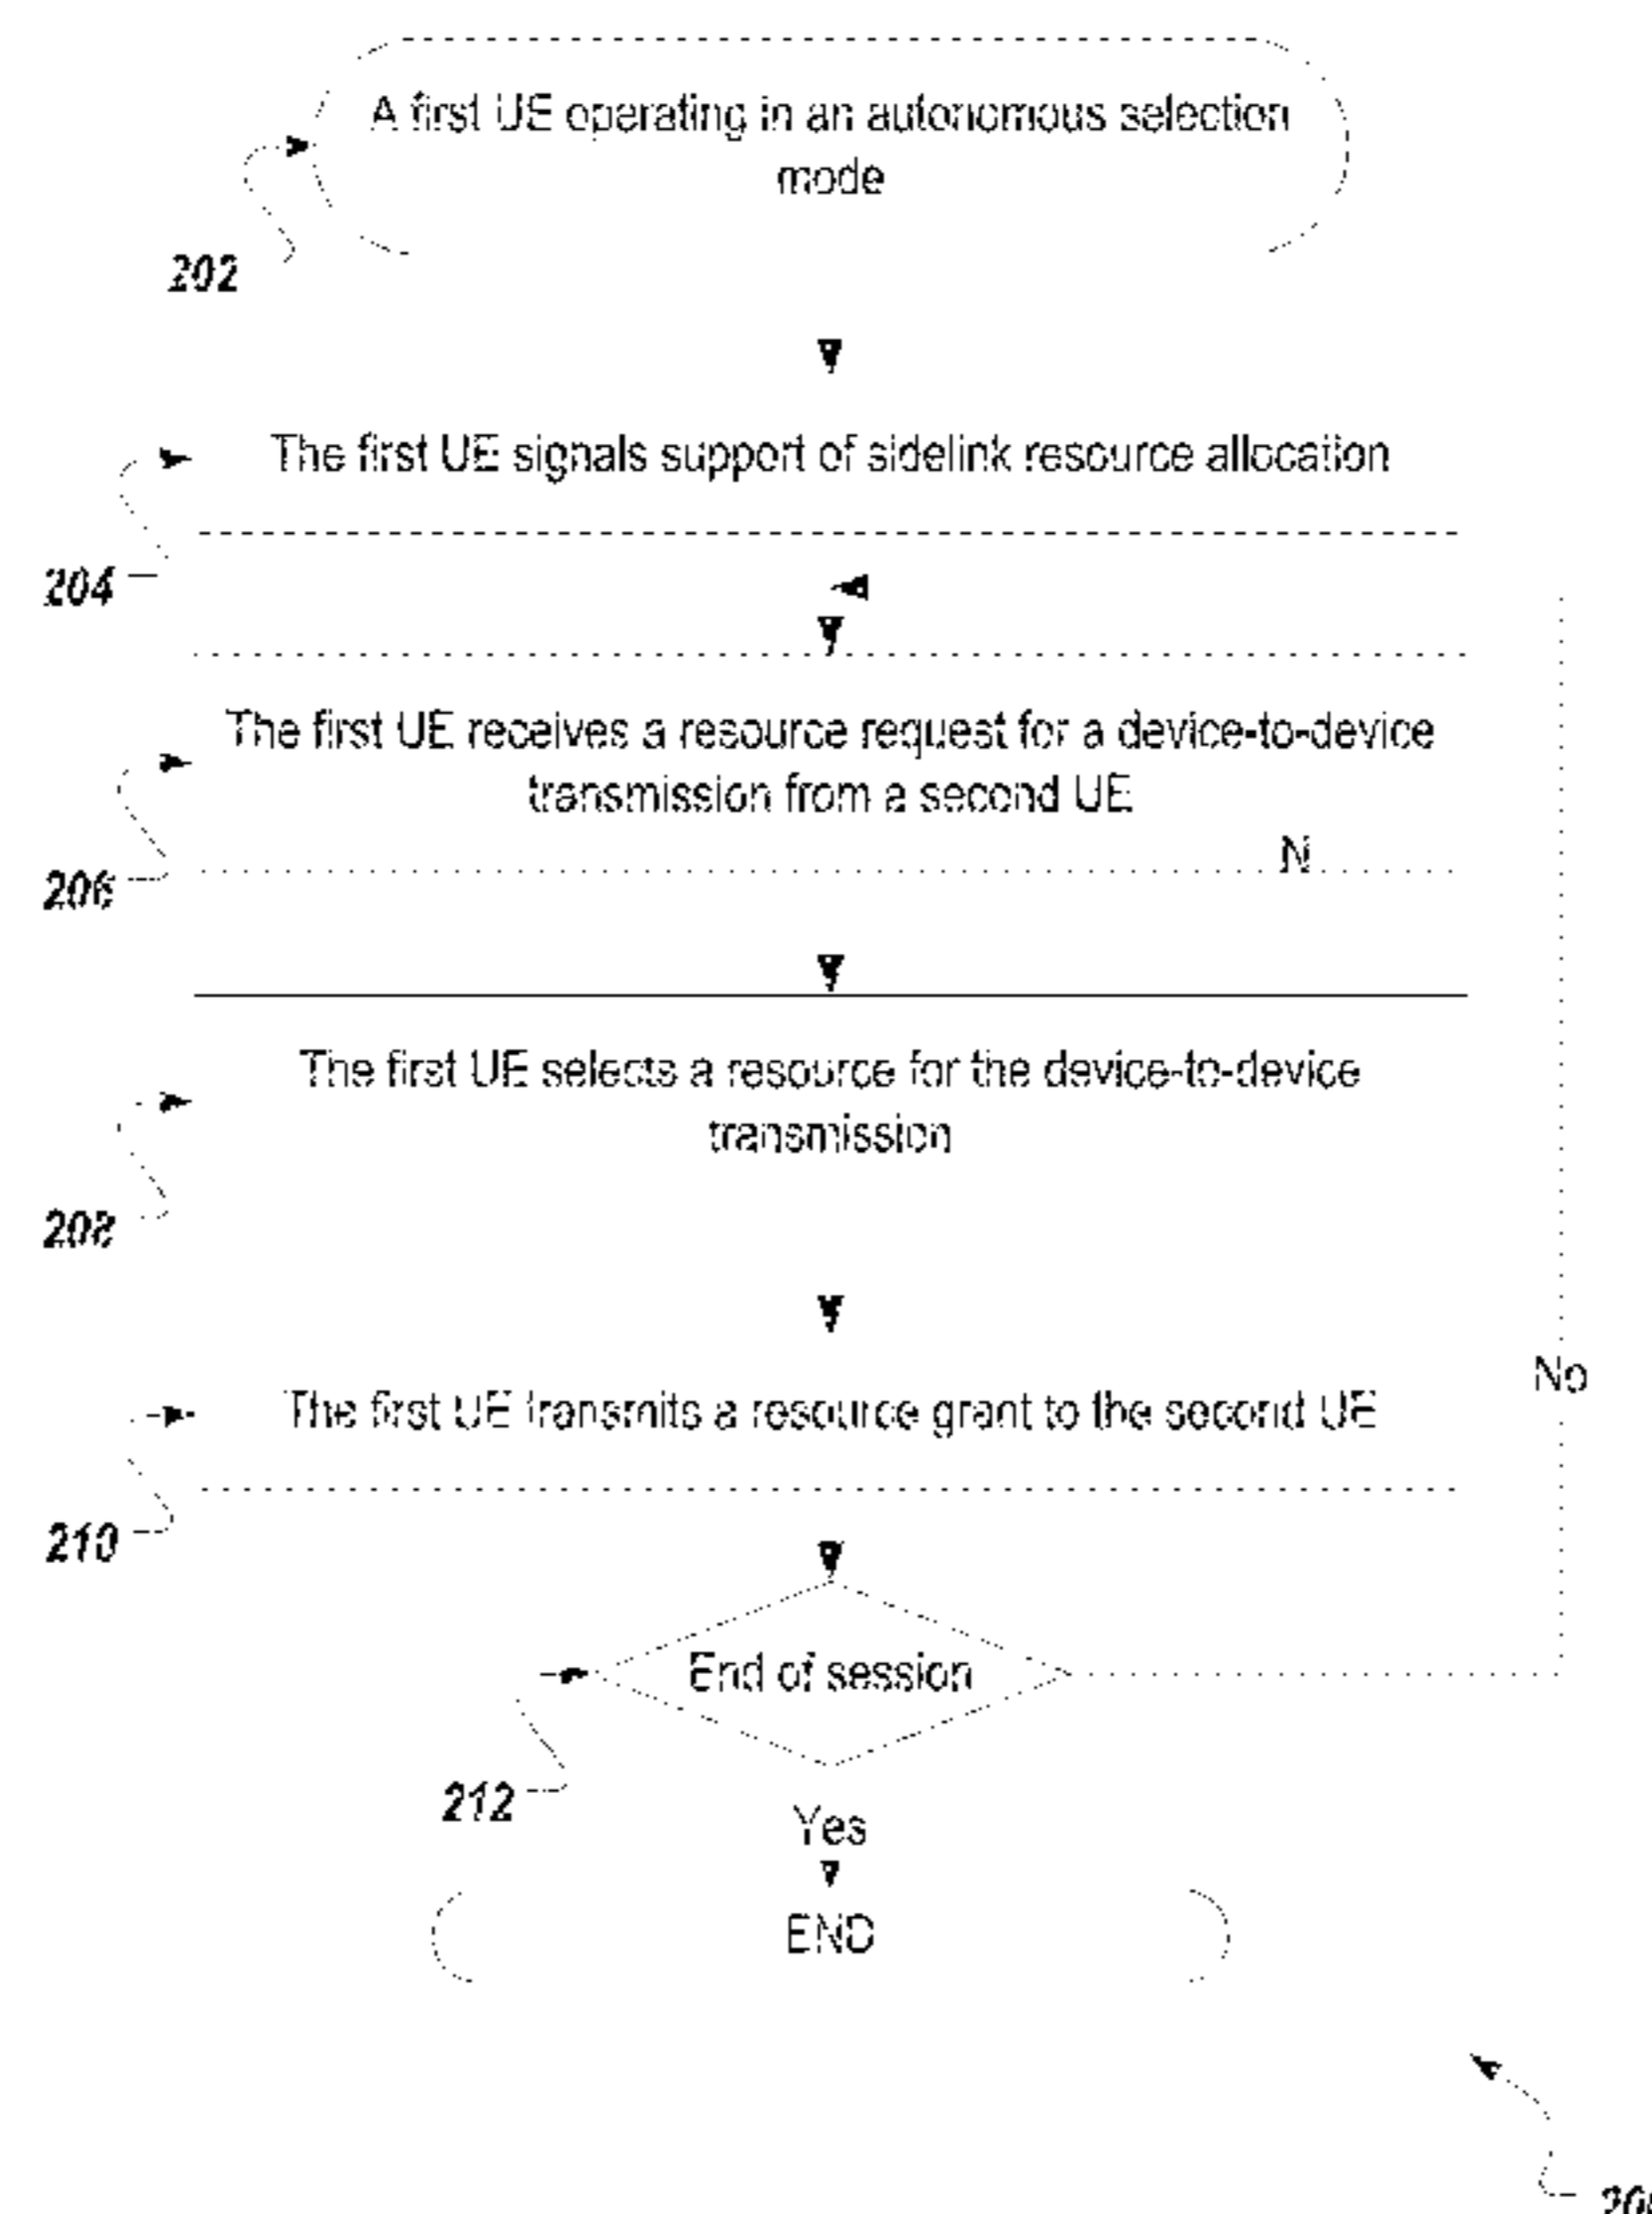 A first UE operating in an autonomous selection
mode
202
The first UE signals support of sidelink resource allocation
204
The first UE receives a resource request for a device-to-device
transmission from a second UE
N
206
The first UE selects a resource for the device-to-device
transmission
208
No
The first UE transmits a resource grant to the second UE
210
End of session
212
Yes
END